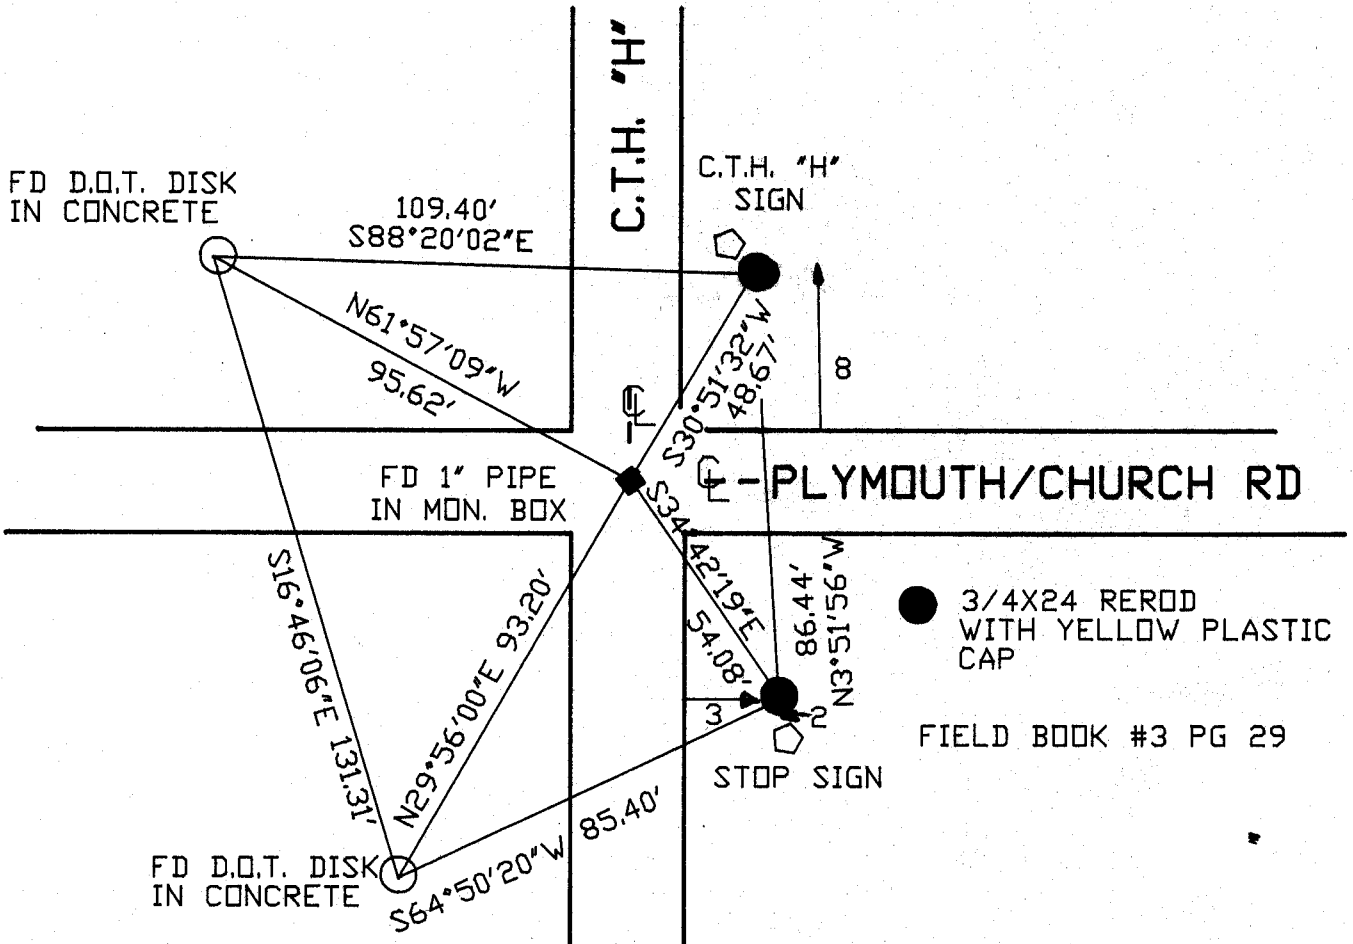 C.T.H. "H"
FD D.O.T. DISK
IN CONCRETE
109.40'
S88°20'02"E
C.T.H. "H"
SIGN
N61°57'09"W
95.62'
S30°51'32"W
48.67'
8
FD 1" PIPE
IN MON. BOX
PLYMOUTH/CHURCH RD
S34°42'19"E
54.08'
86.44'
N3°51'56"W
3/4X24 REROD
WITH YELLOW PLASTIC
CAP
S16°46'06"E 131.31'
N29°56'00"E 93.20'
3
2
STOP SIGN
FIELD BOOK #3 PG 29
FD D.O.T. DISK
IN CONCRETE
S64°50'20"W 85.40'